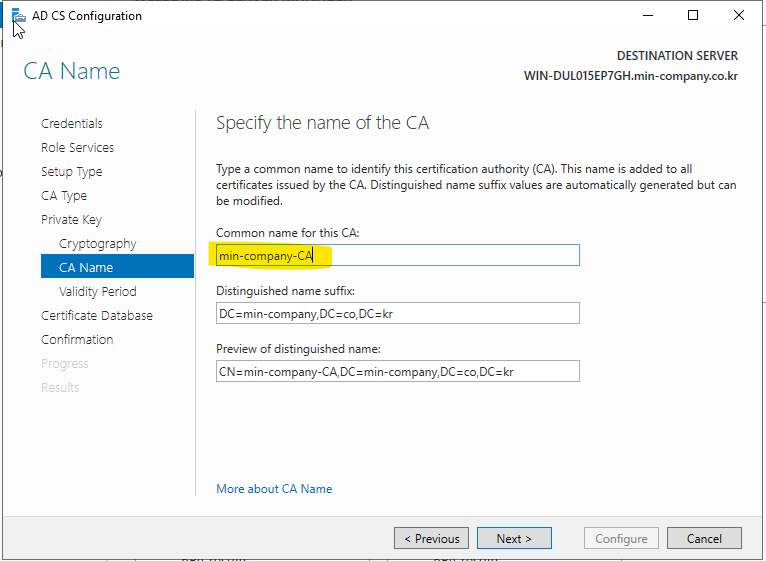 AD CS Configuration
CA Name
DESTINATION SERVER
WIN-DUL015EP7GH.min-company.co.kr
Credentials
Role Services
Setup Type
CA Type
Private Key
Cryptography
CA Name
Validity Period
Certificate Database
Confirmation
Progress
Results
Specify the name of the CA
Type a common name to identify this certification authority (CA). This name is added to all
certificates issued by the CA. Distinguished name suffix values are automatically generated but can
be modified.
Common name for this CA:
min-company-CA
Distinguished name suffix:
DC=min-company,DC=co,DC=kr
Preview of distinguished name:
CN=min-company-CA,DC=min-company,DC=co,DC=kr
More about CA Name
< Previous
Next >
Configure
Cancel